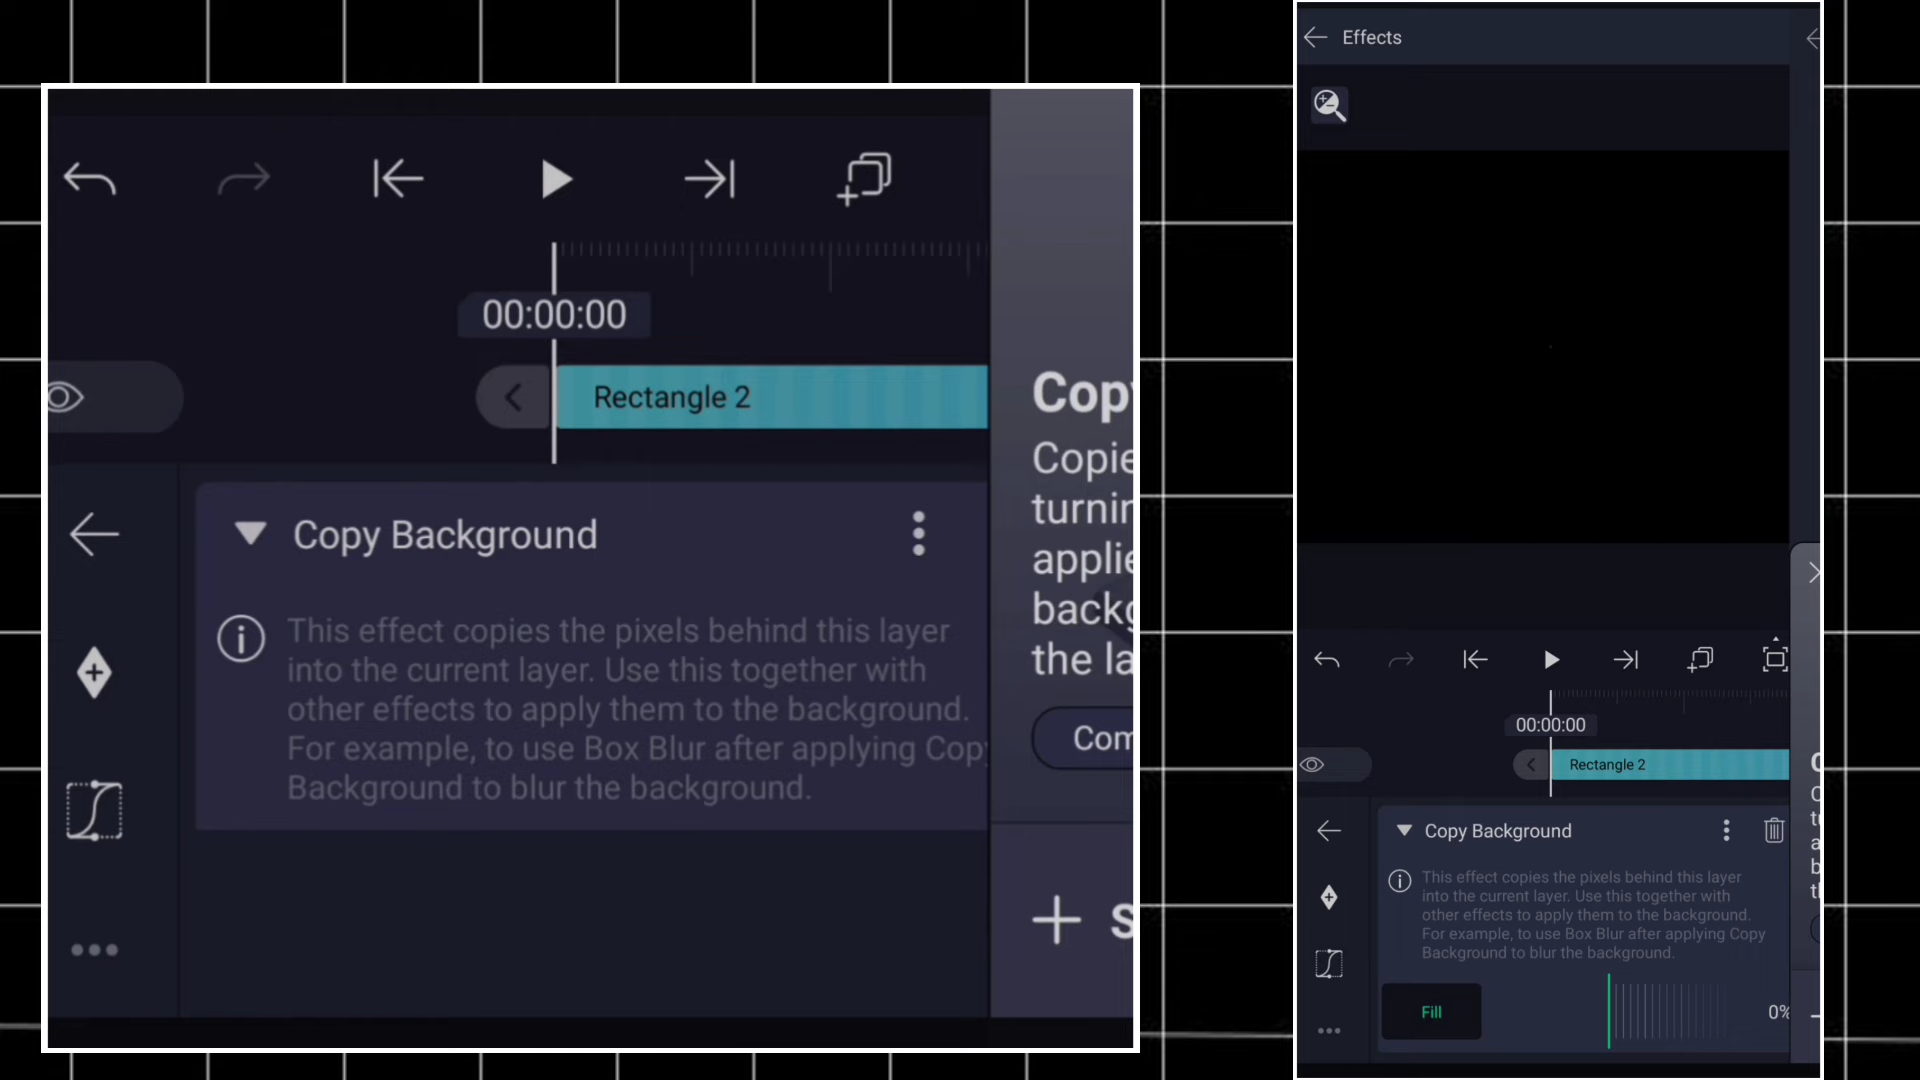 00:00:00
Rectangle 2
Copy Background
This effect copies the pixels behind this layer
into the current layer. Use this together with
other effects to apply them to the background.
For example, to use Box Blur after applying Copy
Background to blur the background.
Cop
Copie
turnin
applie
backg
the la
Com
S
Effects
00:00:00
Rectangle 2
Copy Background
This effect copies the pixels behind this layer
into the current layer. Use this together with
other effects to apply them to the background.
For example, to use Box Blur after applying Copy
Background to blur the background.
Fill
0%